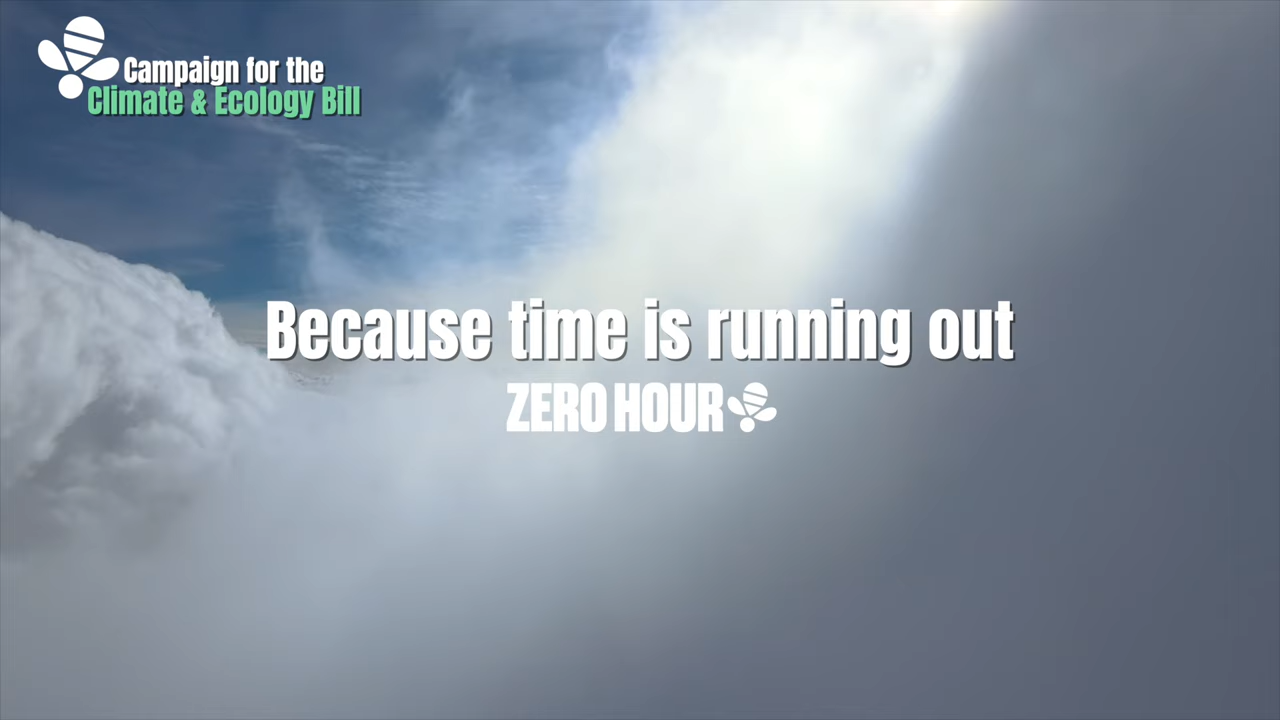 Campaign for the
Climate & Ecology Bill
Because time is running out
ZERO HOUR